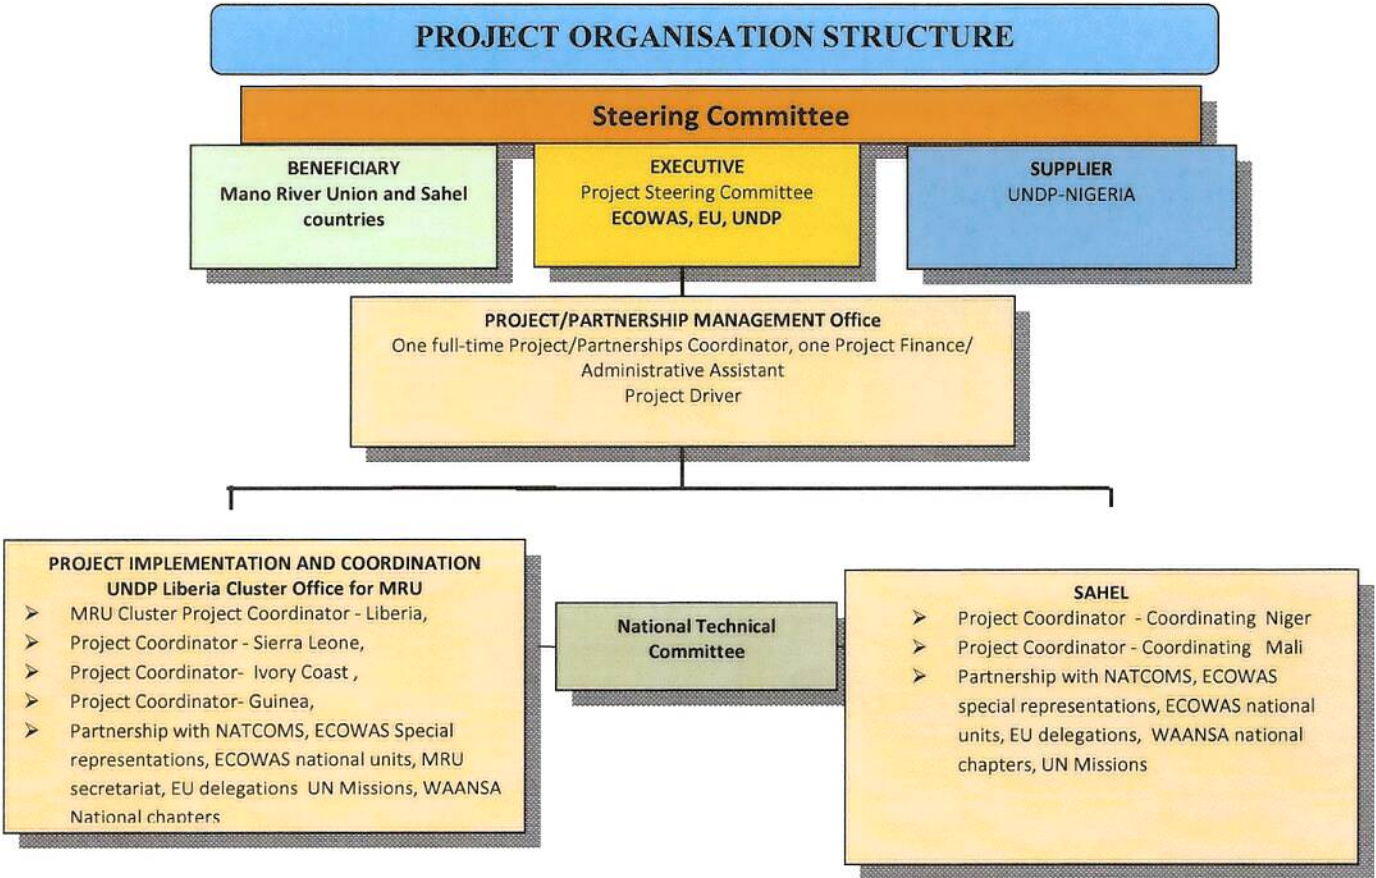 PROJECT ORGANISATION STRUCTURE
Steering Committee
BENEFICIARY
Mano River Union and Sahel
countries
EXECUTIVE
Project Steering Committee
ECOWAS, EU, UNDP
SUPPLIER
UNDP-NIGERIA
PROJECT/PARTNERSHIP MANAGEMENT Office
One full-time Project/Partnerships Coordinator, one Project Finance/
Administrative Assistant
Project Driver
PROJECT IMPLEMENTATION AND COORDINATION
UNDP Liberia Cluster Office for MRU
➢ MRU Cluster Project Coordinator - Liberia,
➢ Project Coordinator - Sierra Leone,
➢ Project Coordinator- Ivory Coast ,
➢ Project Coordinator- Guinea,
➢ Partnership with NATCOMS, ECOWAS Special
representations, ECOWAS national units, MRU
secretariat, EU delegations UN Missions, WAANSA
National chapters
National Technical
Committee
SAHEL
➢ Project Coordinator - Coordinating Niger
➢ Project Coordinator - Coordinating Mali
➢ Partnership with NATCOMS, ECOWAS
special representations, ECOWAS national
units, EU delegations, WAANSA national
chapters, UN Missions